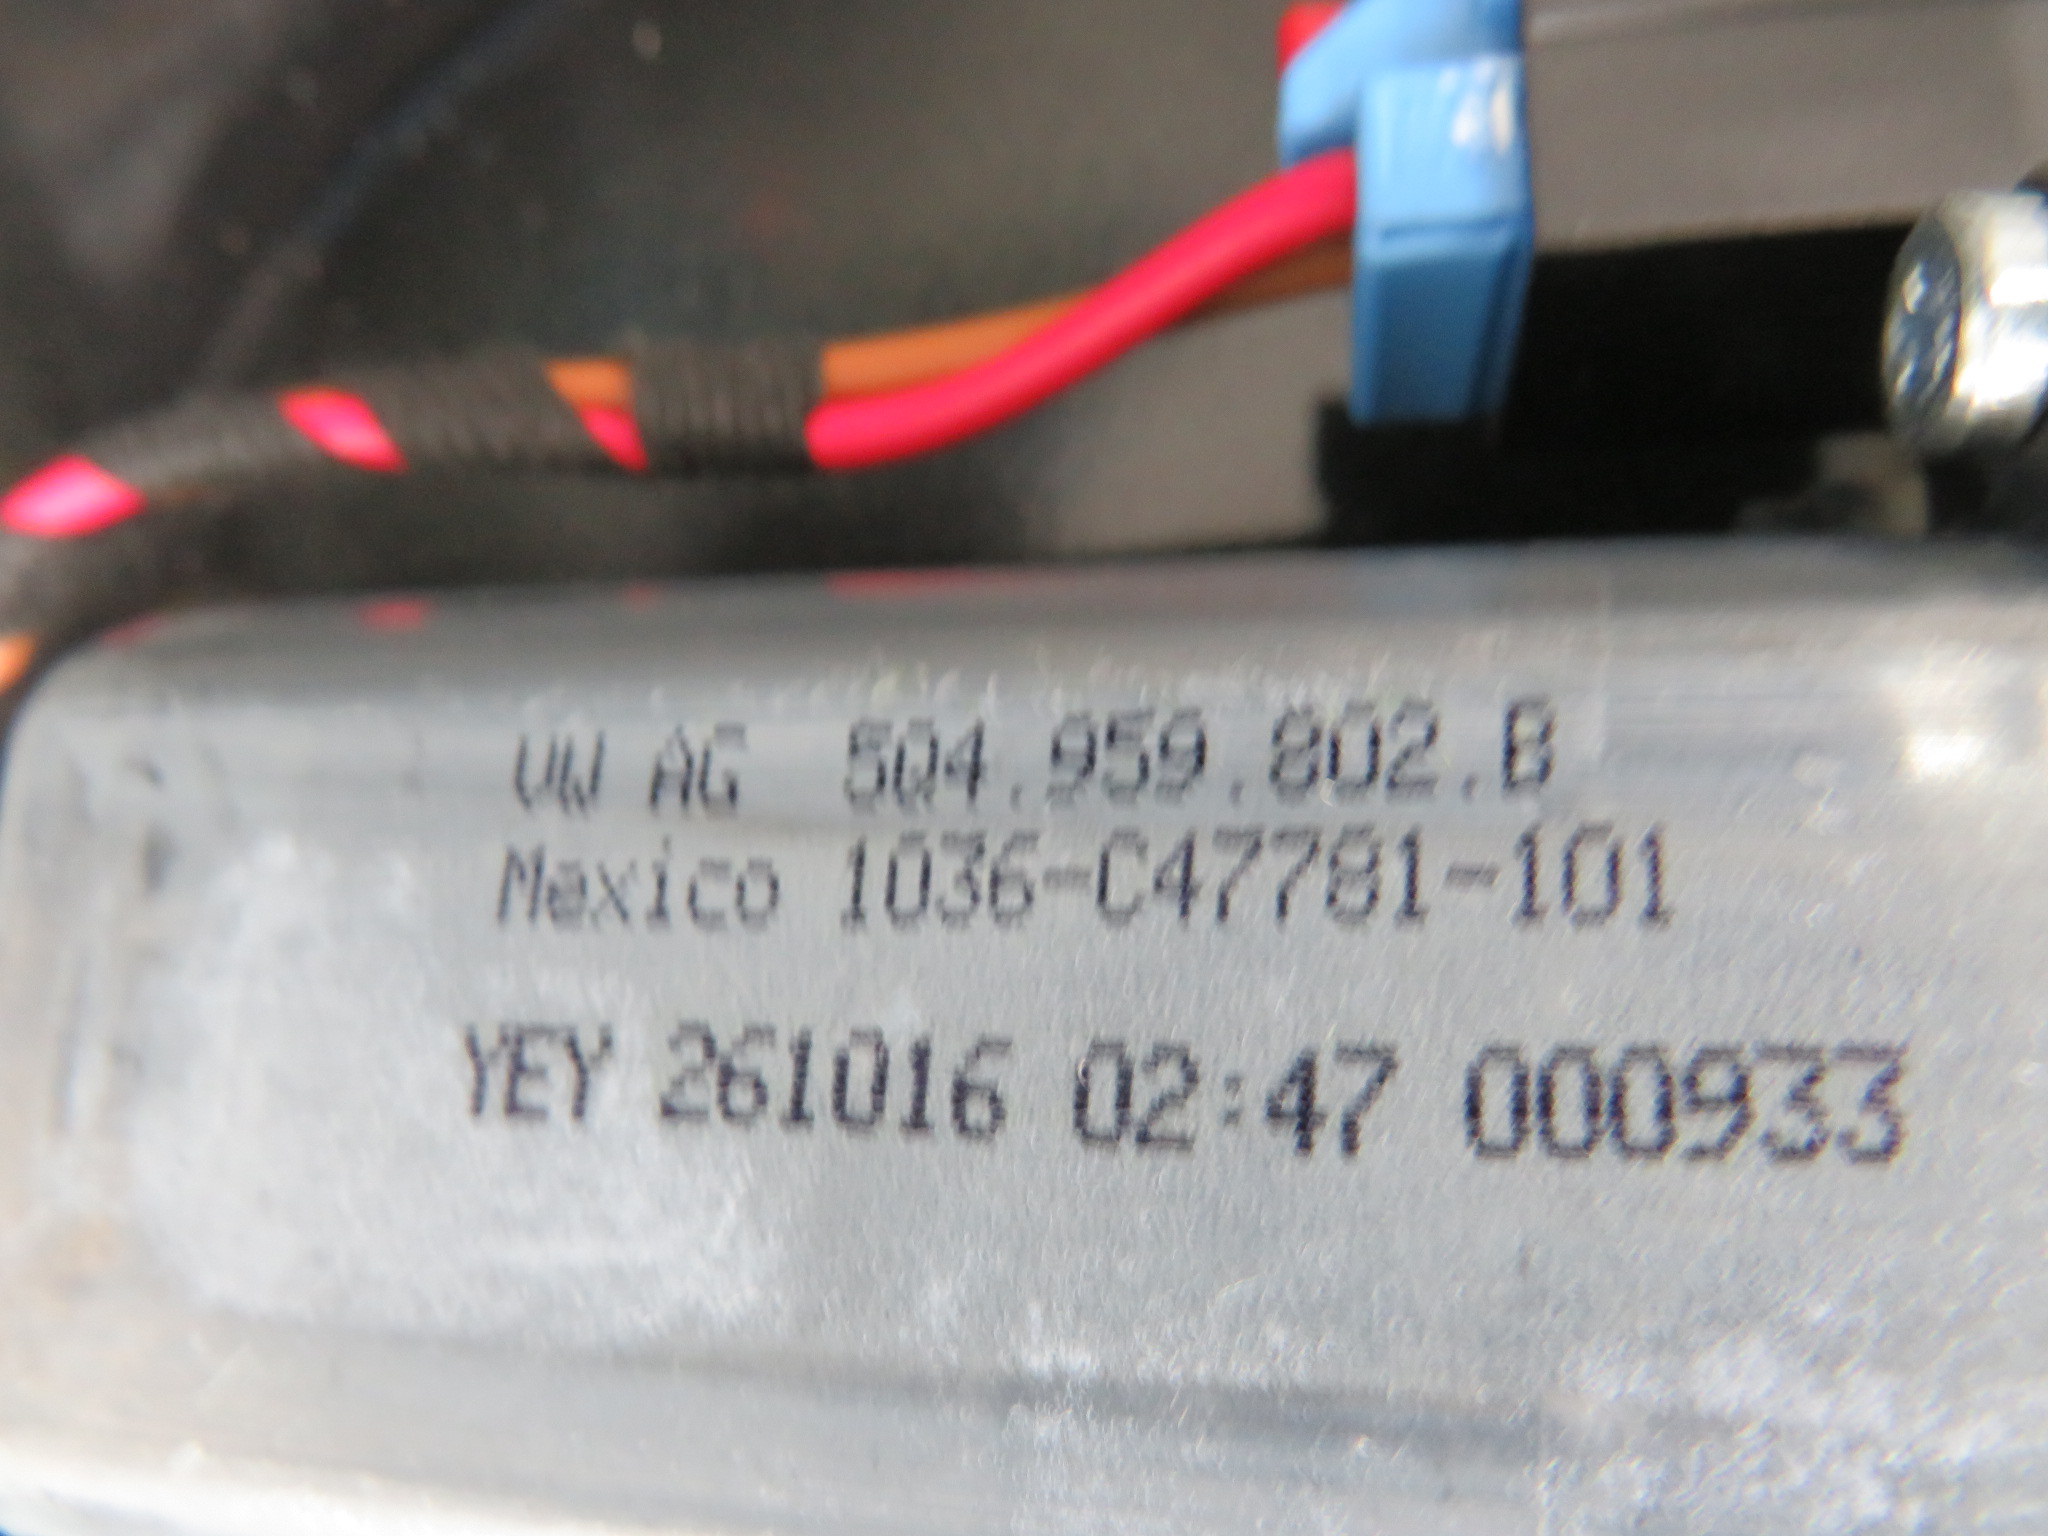 VW AG 5Q4.959.802.B
Mexico 1036-C47781-101
YEY 261016 02:47 000933